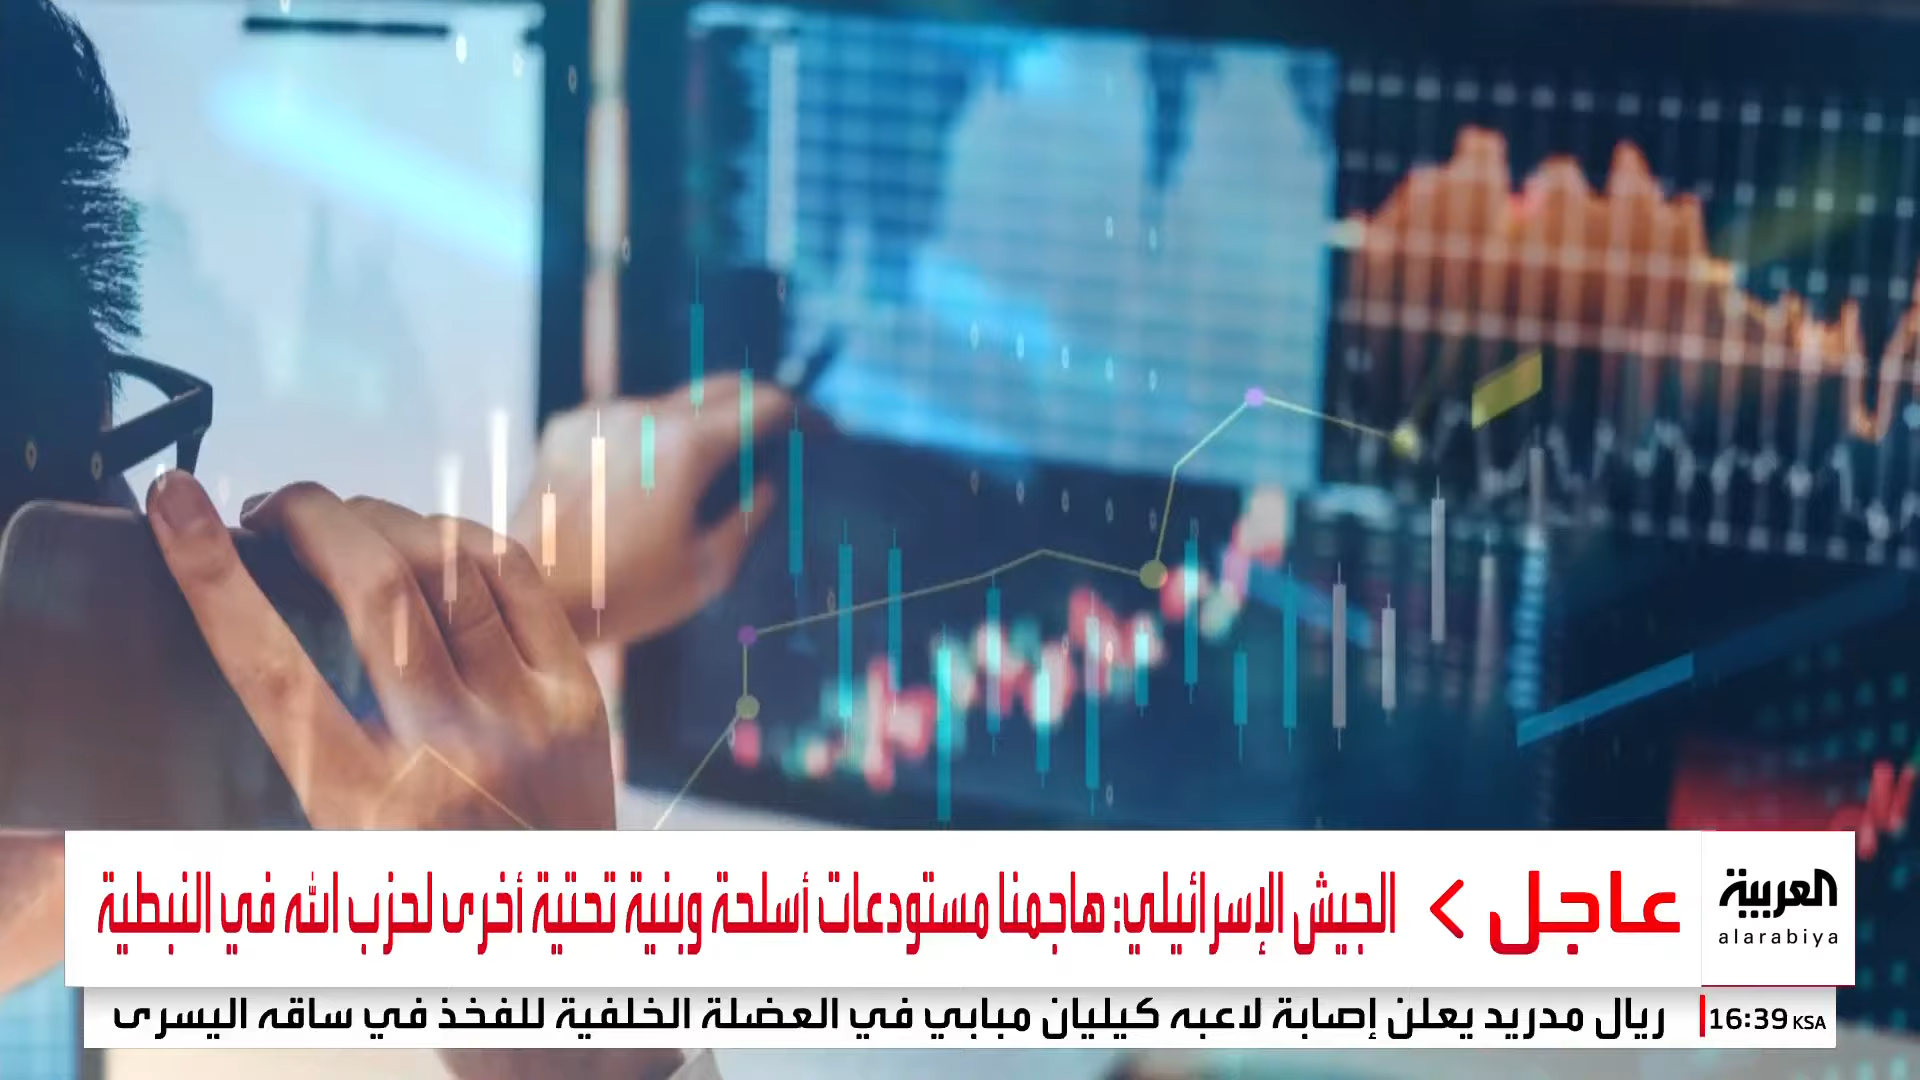 العربية
alarabiya
عاجل > الجيش الإسرائيلي: هاجمنا مستودعات أسلحة وبنية تحتية أخرى لحزب الله في النبطية
16:39 KSA ريال مدريد يعلن إصابة لاعبه كيليان مبابي في العضلة الخلفية للفخذ في ساقه اليسرى